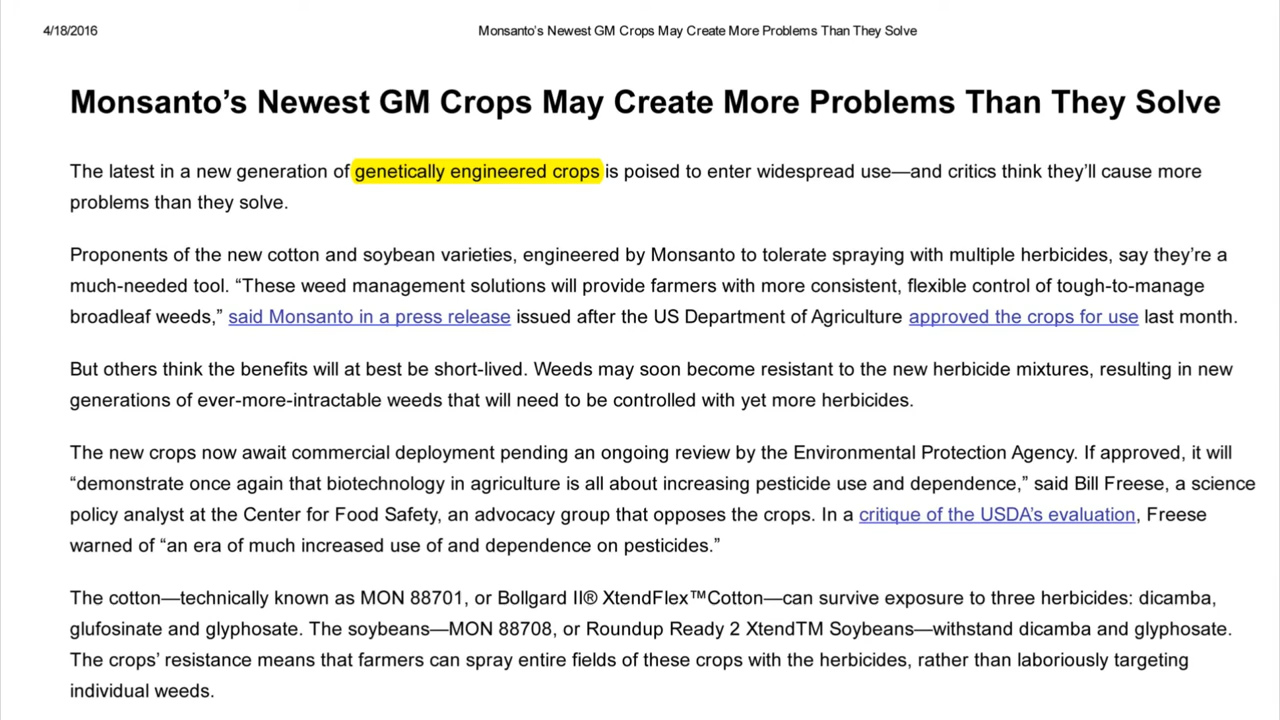 4/18/2016 Monsanto's Newest GM Crops May Create More Problems Than They Solve
Monsanto’s Newest GM Crops May Create More Problems Than They Solve
The latest in a new generation of genetically engineered crops is poised to enter widespread use—and critics think they’ll cause more
problems than they solve.
Proponents of the new cotton and soybean varieties, engineered by Monsanto to tolerate spraying with multiple herbicides, say they’re a
much-needed tool. “These weed management solutions will provide farmers with more consistent, flexible control of tough-to-manage
broadleaf weeds,” said Monsanto in a press release issued after the US Department of Agriculture approved the crops for use last month.
But others think the benefits will at best be short-lived. Weeds may soon become resistant to the new herbicide mixtures, resulting in new
generations of ever-more-intractable weeds that will need to be controlled with yet more herbicides.
The new crops now await commercial deployment pending an ongoing review by the Environmental Protection Agency. If approved, it will
“demonstrate once again that biotechnology in agriculture is all about increasing pesticide use and dependence,” said Bill Freese, a science
policy analyst at the Center for Food Safety, an advocacy group that opposes the crops. In a critique of the USDA’s evaluation, Freese
warned of “an era of much increased use of and dependence on pesticides.”
The cotton—technically known as MON 88701, or Bollgard II® XtendFlex™Cotton—can survive exposure to three herbicides: dicamba,
glufosinate and glyphosate. The soybeans—MON 88708, or Roundup Ready 2 XtendTM Soybeans—withstand dicamba and glyphosate.
The crops’ resistance means that farmers can spray entire fields of these crops with the herbicides, rather than laboriously targeting
individual weeds.